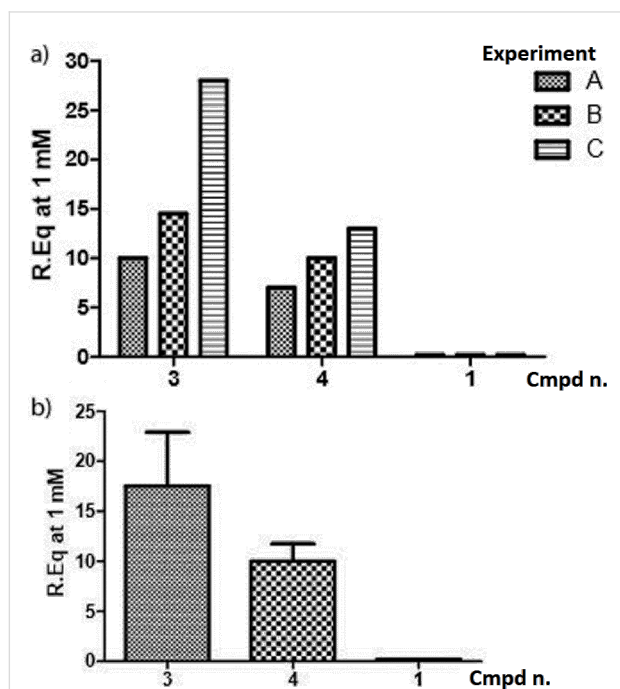 a)
Experiment
A
B
C
R.Eq at 1 mM
30
25
20
15
10
5
0
3 4 1 Cmpd n.
b)
R.Eq at 1 mM
25
20
15
10
5
0
3 4 1 Cmpd n.